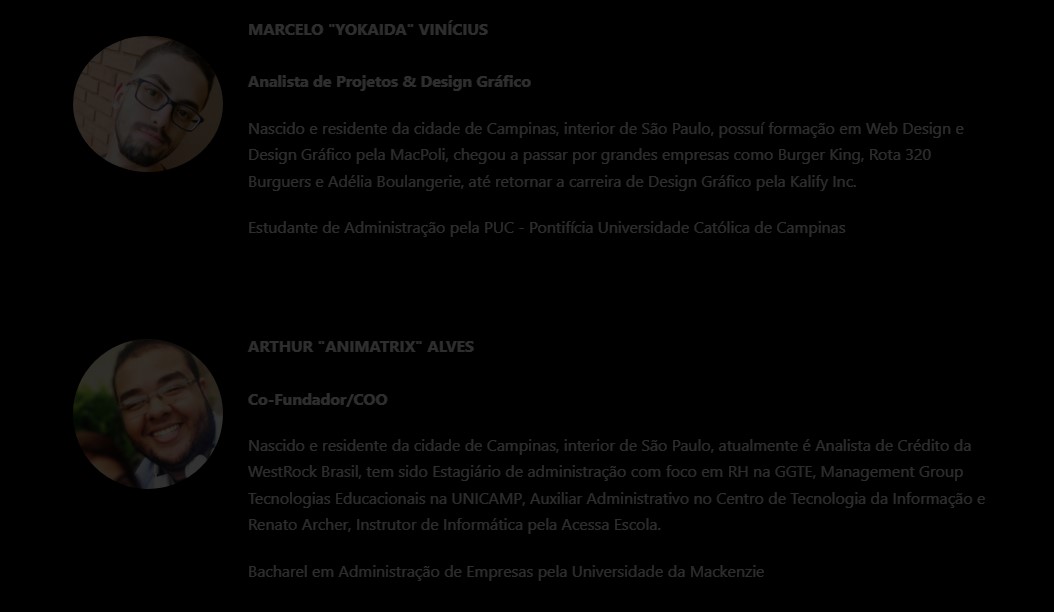 MARCELO "YOKAIDA" VINÍCIUS
Analista de Projetos & Design Gráfico
Nascido e residente da cidade de Campinas, interior de São Paulo, possuí formação em Web Design e
Design Gráfico pela MacPoli, chegou a passar por grandes empresas como Burger King, Rota 320
Burguers e Adélia Boulangerie, até retornar a carreira de Design Gráfico pela Kalify Inc.
Estudante de Administração pela PUC - Pontifícia Universidade Católica de Campinas
ARTHUR "ANIMATRIX" ALVES
Co-Fundador/COO
Nascido e residente da cidade de Campinas, interior de São Paulo, atualmente é Analista de Crédito da
WestRock Brasil, tem sido Estagiário de administração com foco em RH na GGTE, Management Group
Tecnologias Educacionais na UNICAMP, Auxiliar Administrativo no Centro de Tecnologia da Informação e
Renato Archer, Instrutor de Informática pela Acessa Escola.
Bacharel em Administração de Empresas pela Universidade da Mackenzie